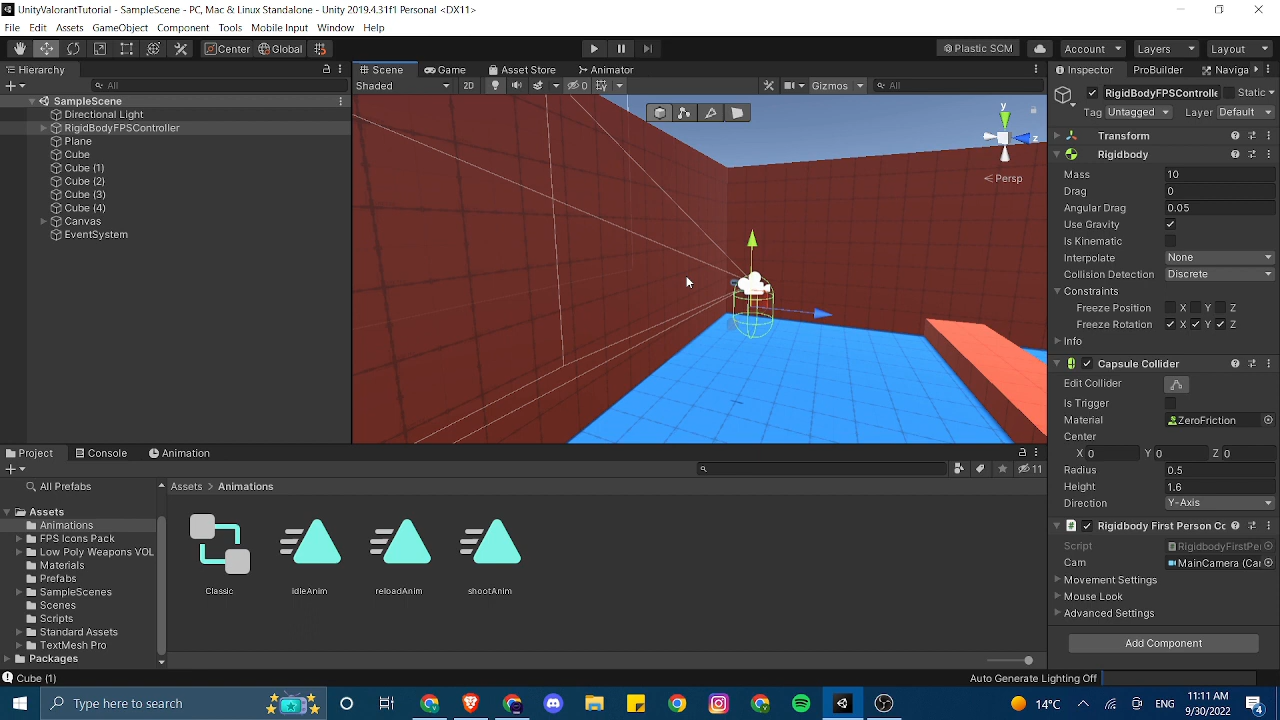 UnityValorantTutorial - SampleScene - PC, Mac & Linux Standalone - Unity 2019.4.31f1 Personal <DX11>
File Edit Assets GameObject Component Tools Mobile Input Window Help
Center Global Plastic SCM Account Layers Layout
Hierarchy Scene Game Asset Store Animator Inspector ProBuilder Naviga
All Shaded 2D 0 Gizmos All RigidBodyFPSControlle Static
SampleScene
Directional Light
RigidBodyFPSController
Plane
Cube
Cube (1)
Cube (2)
Cube (3)
Cube (4)
Canvas
EventSystem
y
z
Persp
Tag Untagged Layer Default
Transform
Rigidbody
Mass 10
Drag 0
Angular Drag 0.05
Use Gravity
Is Kinematic
Interpolate None
Collision Detection Discrete
Constraints
Freeze Position X Y Z
Freeze Rotation X Y Z
Info
Capsule Collider
Edit Collider
Is Trigger
Material ZeroFriction
Center
X 0 Y 0 Z 0
Radius 0.5
Height 1.6
Direction Y-Axis
Rigidbody First Person Co
Script RigidbodyFirstPe
Cam MainCamera (Ca
Movement Settings
Mouse Look
Advanced Settings
Add Component
Project Console Animation
11
All Prefabs
Assets > Animations
Assets
Animations
FPS Icons Pack
Low Poly Weapons VOL
Materials
Prefabs
SampleScenes
Scenes
Scripts
Standard Assets
TextMesh Pro
Packages
Classic idleAnim reloadAnim shootAnim
Cube (1) Auto Generate Lighting Off
Type here to search
14°C ENG 11:11 AM
9/30/2022
4